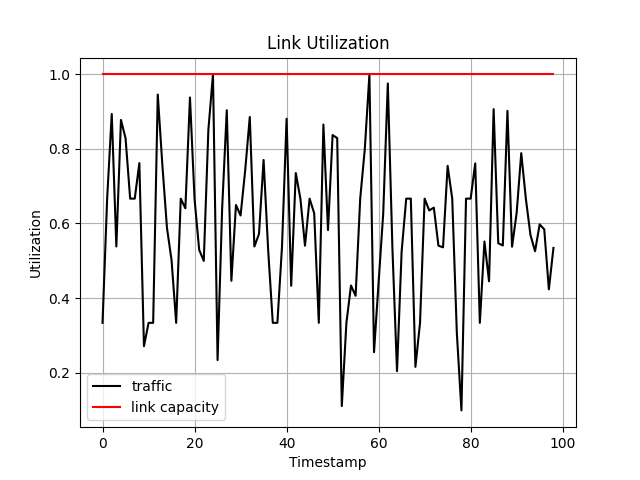 Link Utilization
1.0
0.8
0.6
0.4
0.2
Utilization
traffic
link capacity
0 20 40 60 80 100
Timestamp